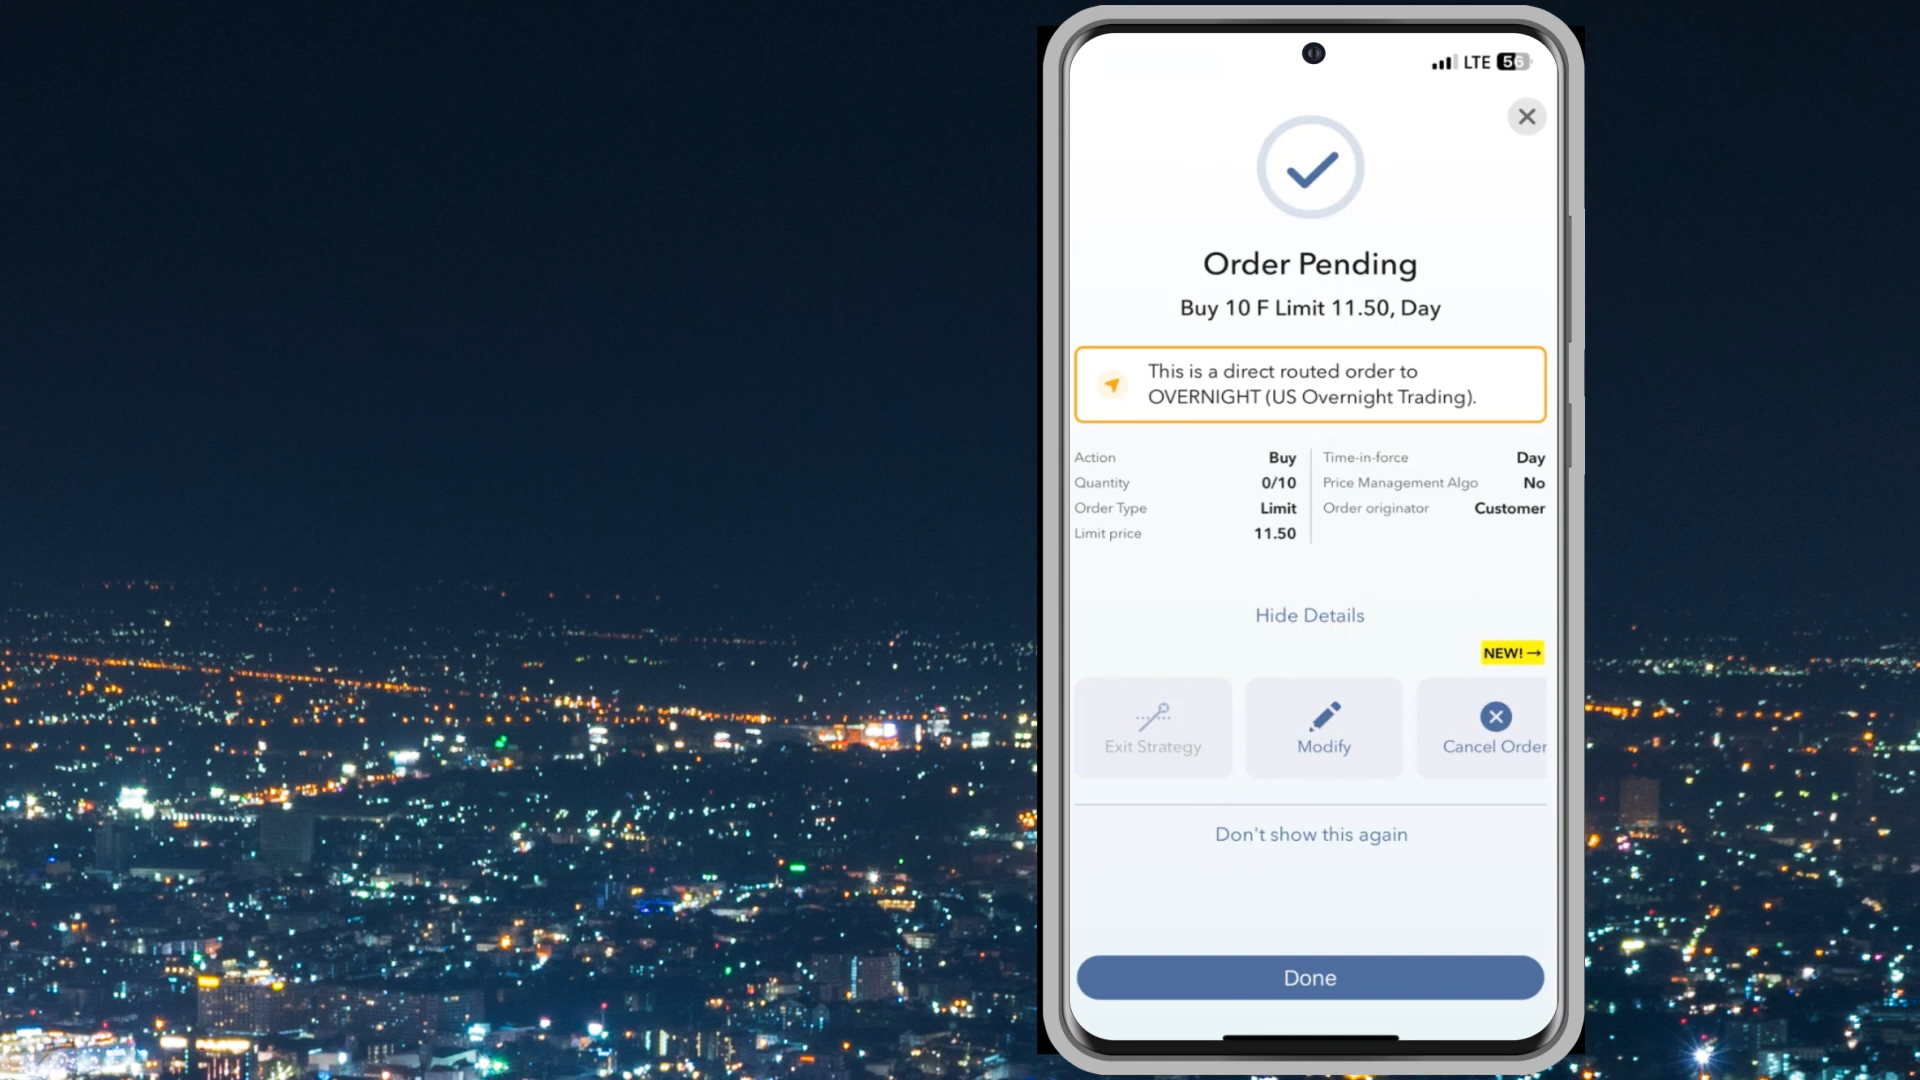 LTE 56
Order Pending
Buy 10 F Limit 11.50, Day
This is a direct routed order to
OVERNIGHT (US Overnight Trading).
Action Buy
Quantity 0/10
Order Type Limit
Limit price 11.50
Time-in-force Day
Price Management Algo No
Order originator Customer
Hide Details
NEW! →
Exit Strategy
Modify
Cancel Order
Don't show this again
Done